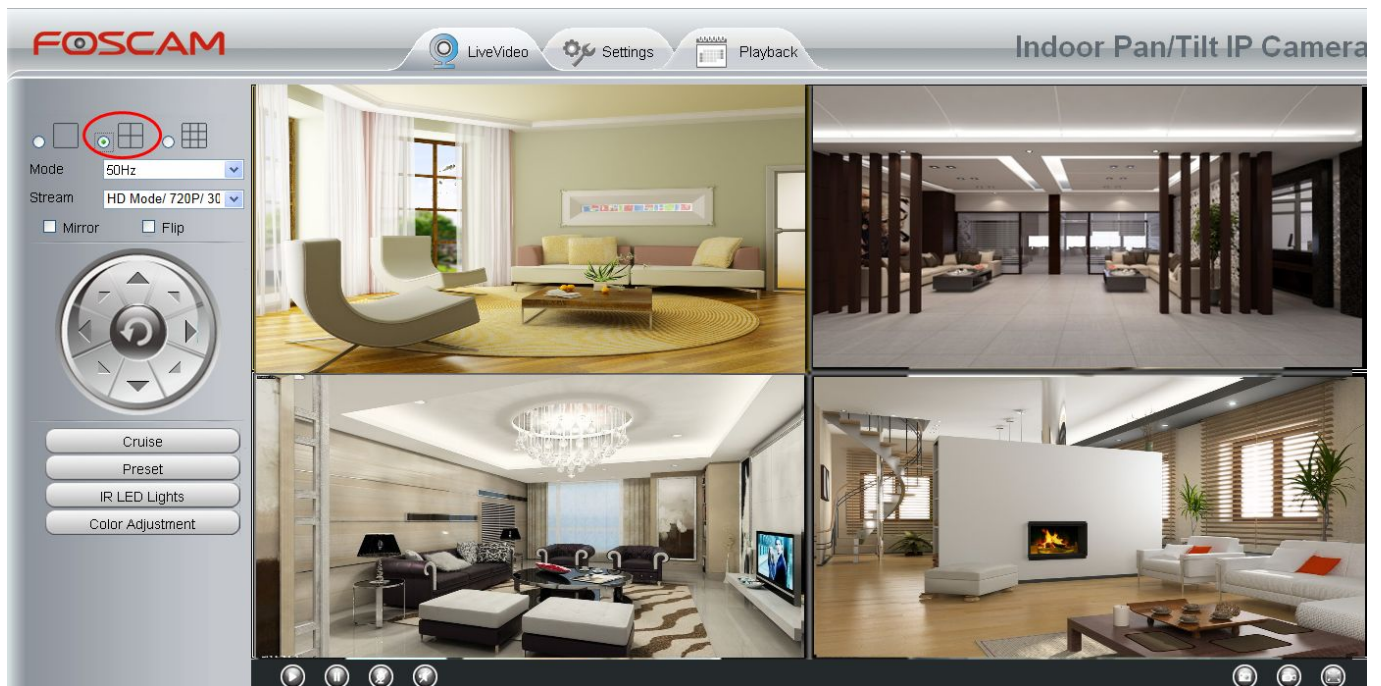 FOSCAM
LiveVideo
Settings
Playback
Indoor Pan/Tilt IP Camera
Mode
50Hz
Stream
HD Mode/ 720P/ 30
Mirror
Flip
Cruise
Preset
IR LED Lights
Color Adjustment